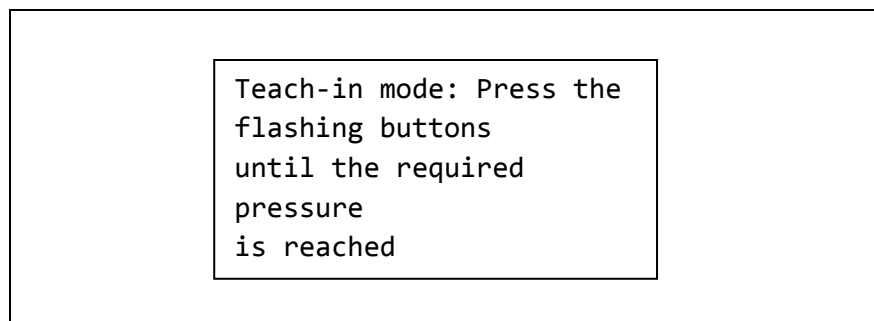 Teach-in mode: Press the
flashing buttons
until the required
pressure
is reached